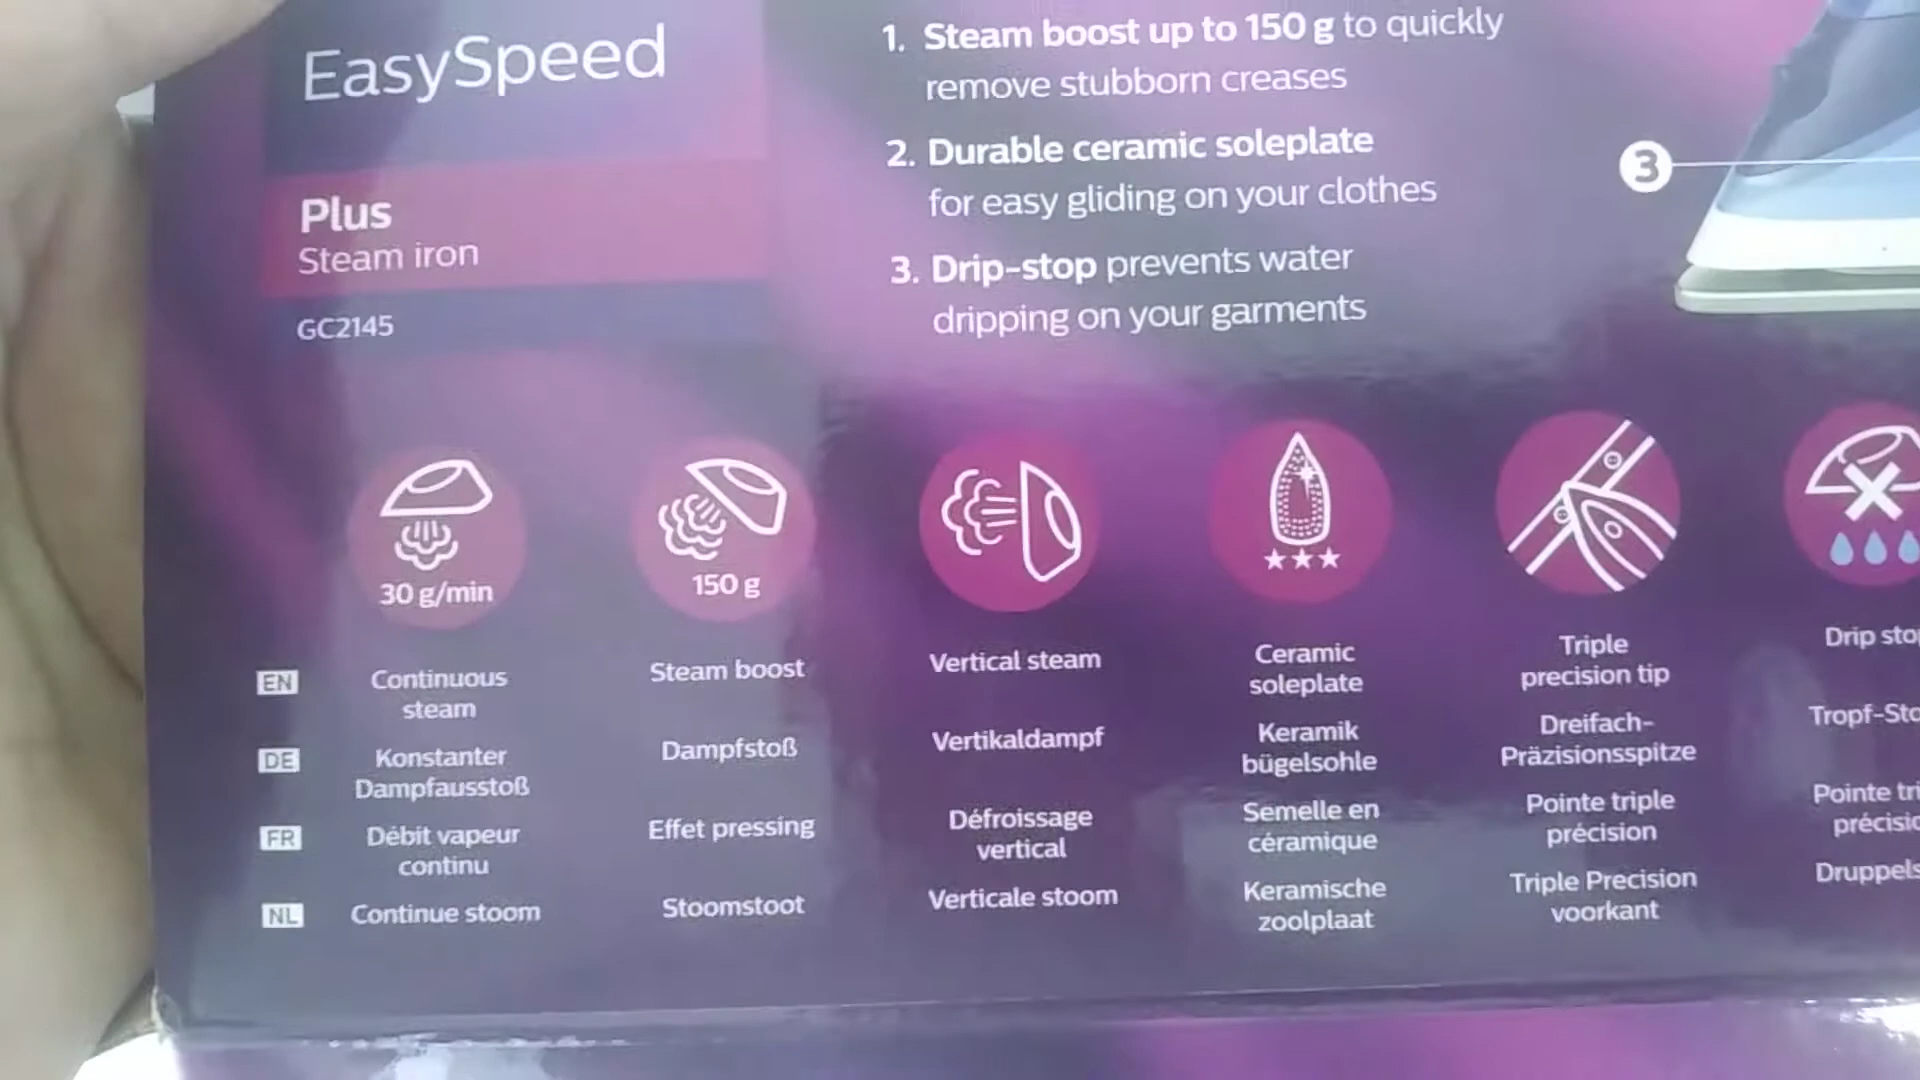 EasySpeed
Plus
Steam iron
GC2145
1. Steam boost up to 150 g to quickly
remove stubborn creases
2. Durable ceramic soleplate
for easy gliding on your clothes
3. Drip-stop prevents water
dripping on your garments
3
30 g/min
150 g
EN
Continuous
steam
Steam boost
Vertical steam
Ceramic
soleplate
Triple
precision tip
Drip sto
DE
Konstanter
Dampfausstoß
Dampfstoß
Vertikaldampf
Keramik
bügelsohle
Dreifach-
Präzisionsspitze
Tropf-Sto
FR
Débit vapeur
continu
Effet pressing
Défroissage
vertical
Semelle en
céramique
Pointe triple
précision
Pointe tri
précisio
NL
Continue stoom
Stoomstoot
Verticale stoom
Keramische
zoolplaat
Triple Precision
voorkant
Druppels